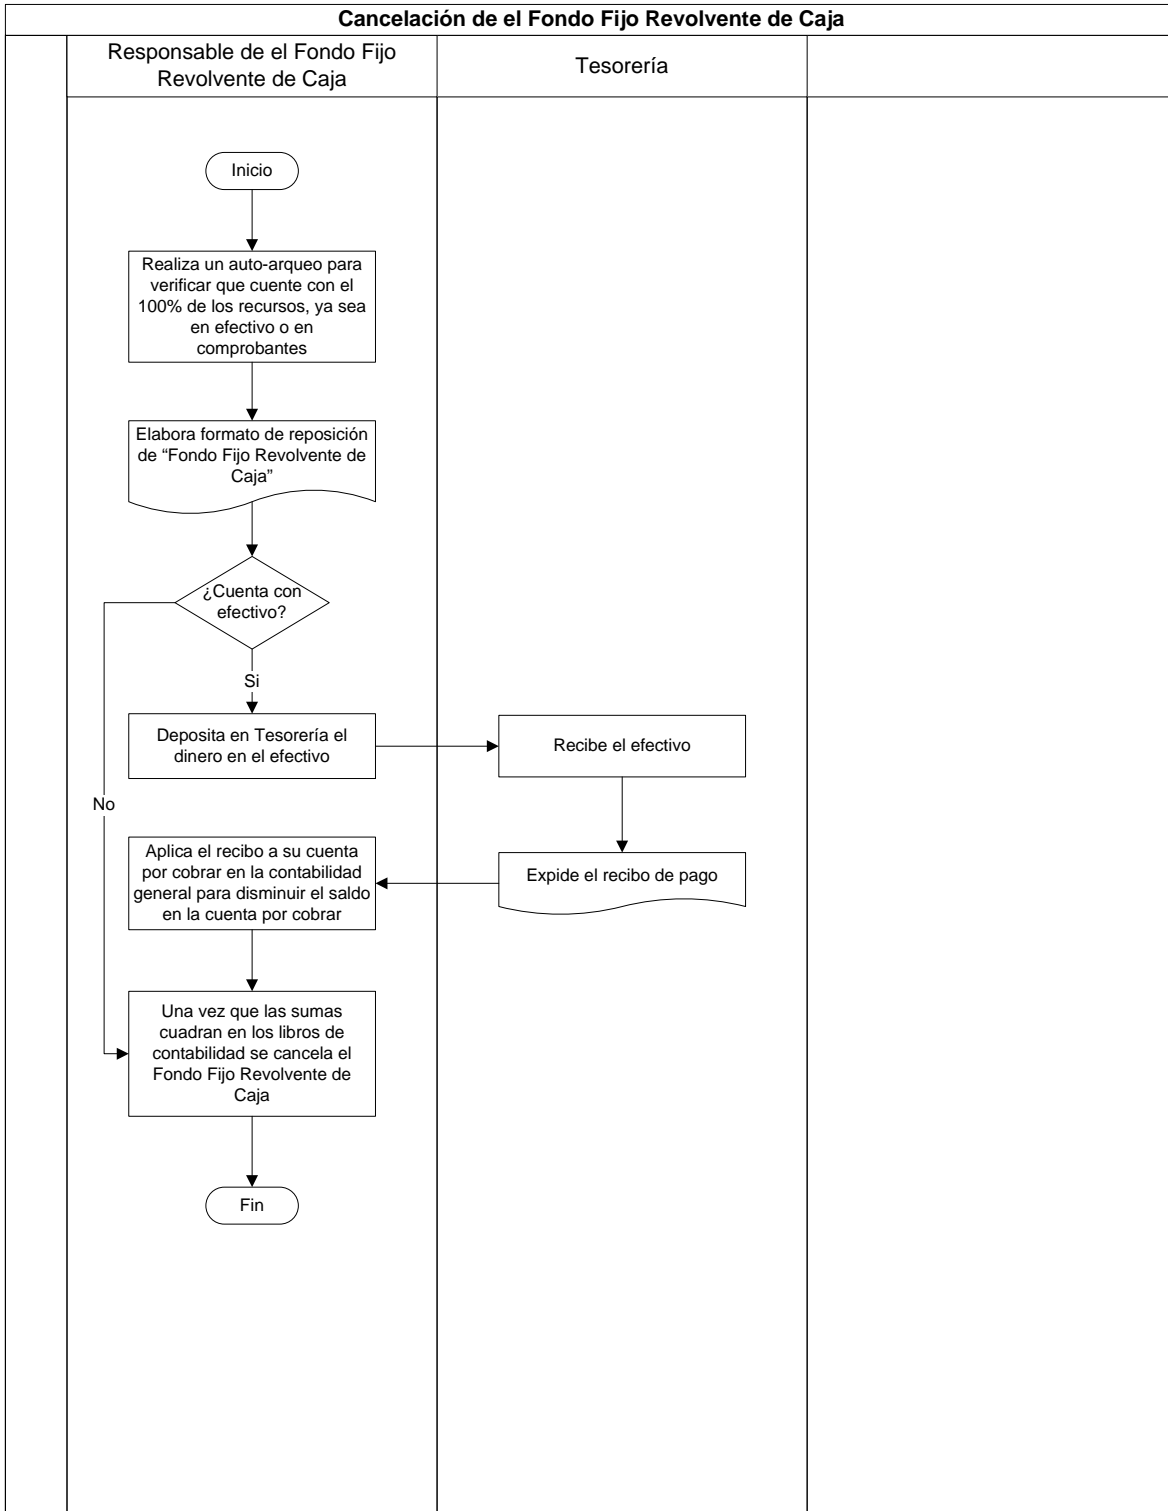 Cancelación de el Fondo Fijo Revolvente de Caja
Responsable de el Fondo Fijo
Revolvente de Caja
Tesorería
Inicio
Realiza un auto-arqueo para
verificar que cuente con el
100% de los recursos, ya sea
en efectivo o en
comprobantes
Elabora formato de reposición
de “Fondo Fijo Revolvente de
Caja”
¿Cuenta con
efectivo?
Si
Deposita en Tesorería el
dinero en el efectivo
Recibe el efectivo
No
Aplica el recibo a su cuenta
por cobrar en la contabilidad
general para disminuir el saldo
en la cuenta por cobrar
Expide el recibo de pago
Una vez que las sumas
cuadran en los libros de
contabilidad se cancela el
Fondo Fijo Revolvente de
Caja
Fin